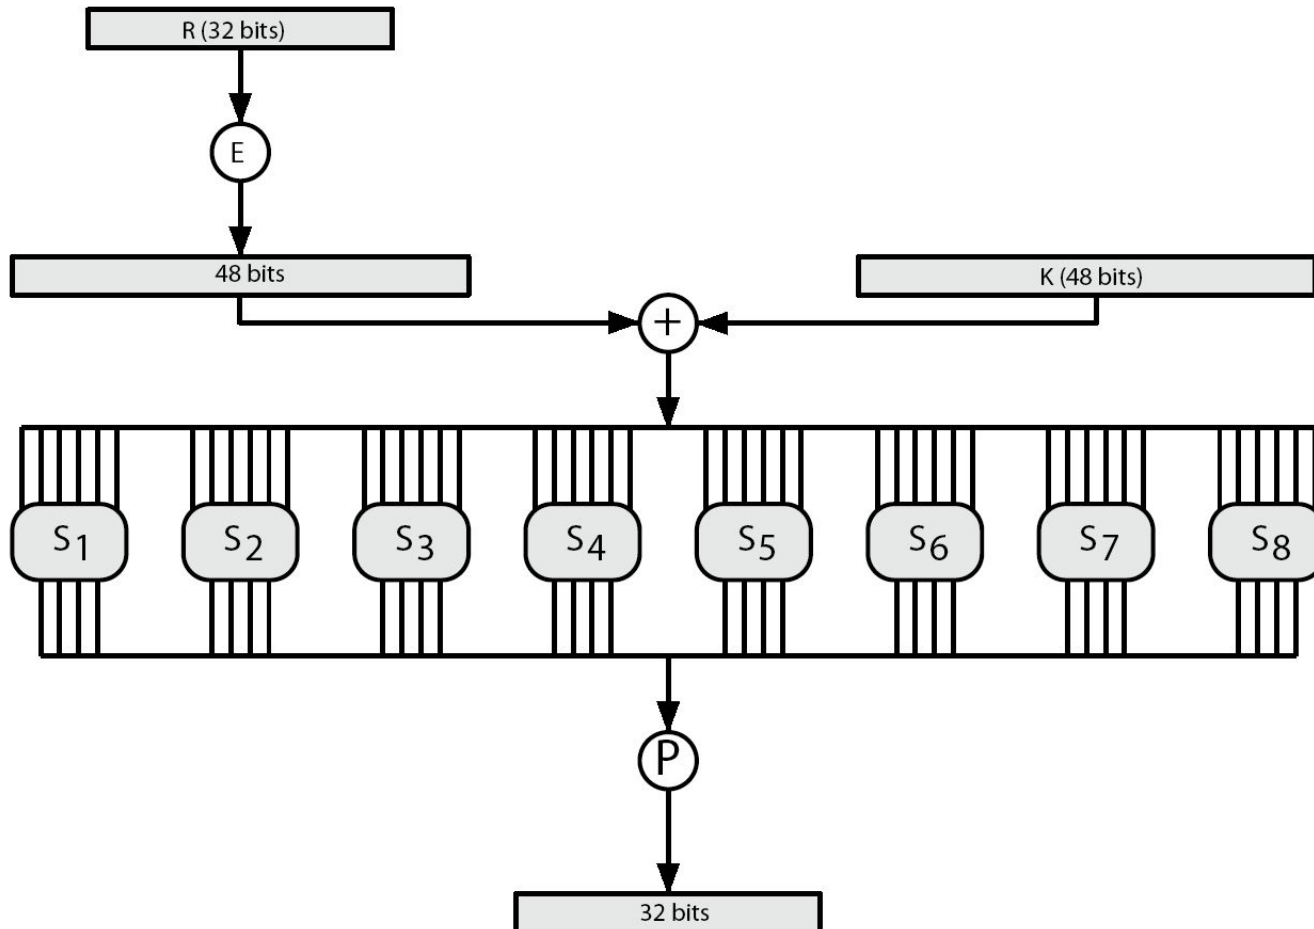 R (32 bits)
E
48 bits
K (48 bits)
+
S1 S2 S3 S4 S5 S6 S7 S8
P
32 bits